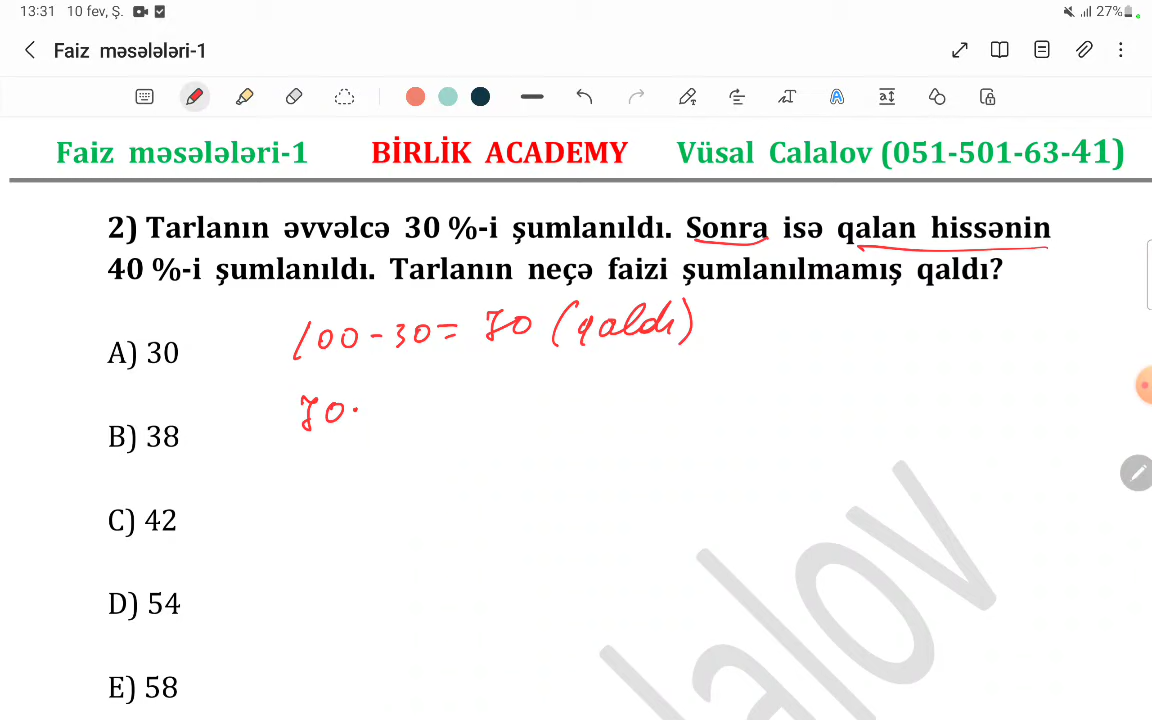 13:31 10 fev, Ş. 27%
Faiz məsələləri-1
Faiz məsələləri-1 BİRLİK ACADEMY Vüsal Calalov (051-501-63-41)
2) Tarlanın əvvəlcə 30 %-i şumlanıldı. Sonra isə qalan hissənin
40 %-i şumlanıldı. Tarlanın neçə faizi şumlanılmamış qaldı?
100-30= 70 (qaldı)
A) 30
70·
B) 38
C) 42
D) 54
E) 58
alov